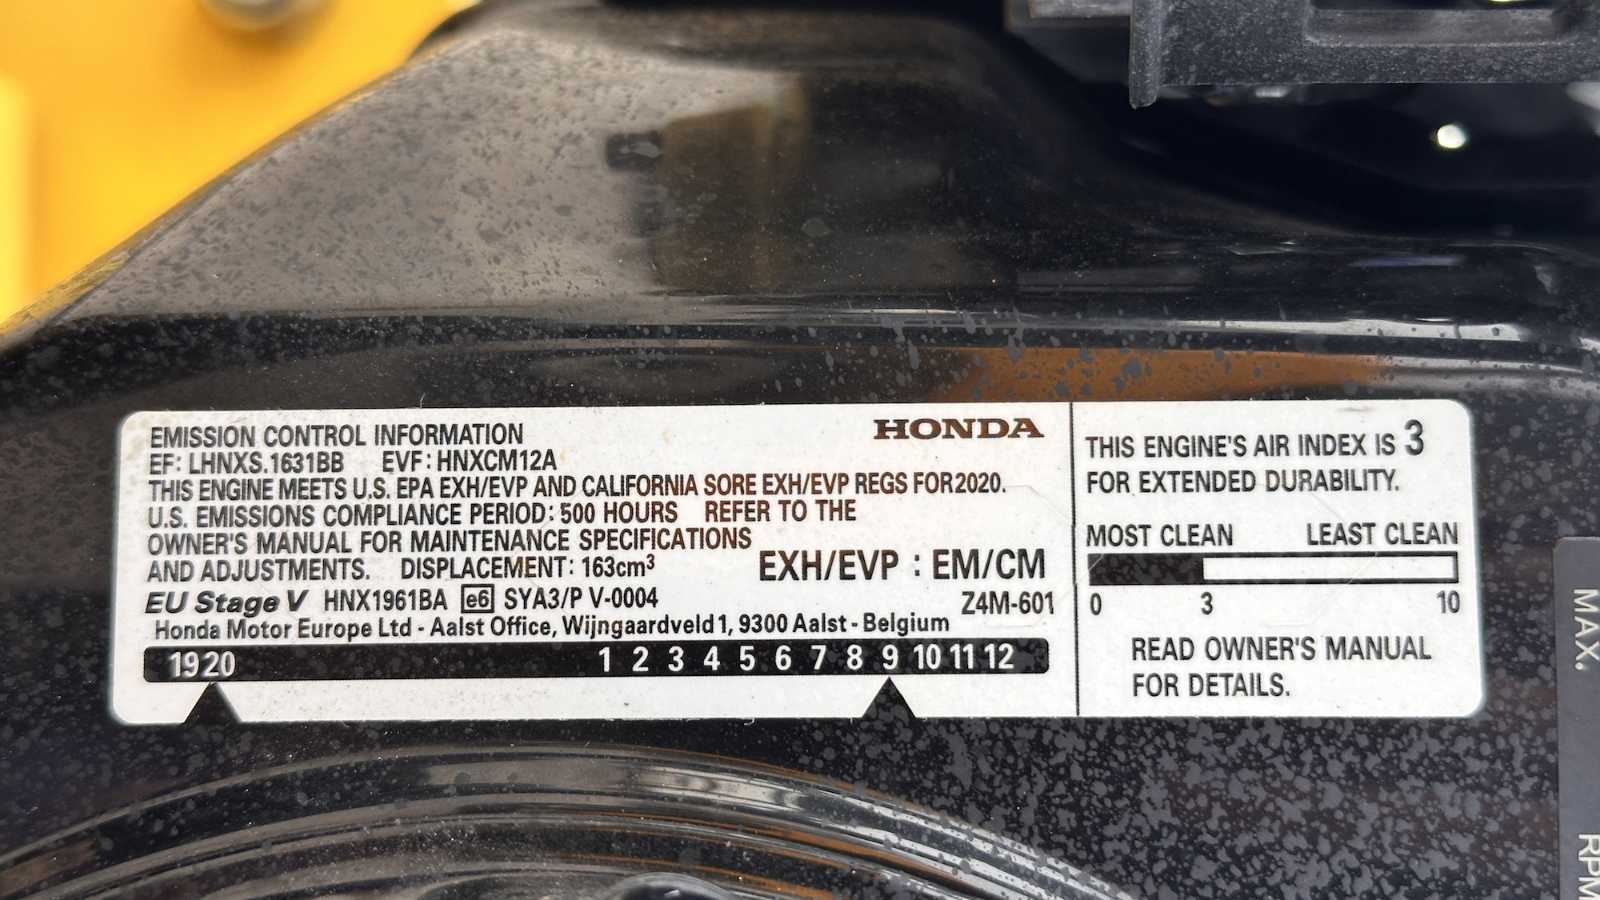 EMISSION CONTROL INFORMATION HONDA
EF: LHNXS.1631BB EVF: HNXCM12A
THIS ENGINE MEETS U.S. EPA EXH/EVP AND CALIFORNIA SORE EXH/EVP REGS FOR 2020.
U.S. EMISSIONS COMPLIANCE PERIOD: 500 HOURS REFER TO THE
OWNER'S MANUAL FOR MAINTENANCE SPECIFICATIONS
AND ADJUSTMENTS. DISPLACEMENT: 163cm³ EXH/EVP : EM/CM
EU Stage V HNX1961BA e6 SYA3/P V-0004 Z4M-601
Honda Motor Europe Ltd - Aalst Office, Wijngaardveld 1, 9300 Aalst - Belgium
19 20 1 2 3 4 5 6 7 8 9 10 11 12
THIS ENGINE'S AIR INDEX IS 3
FOR EXTENDED DURABILITY.
MOST CLEAN LEAST CLEAN
0 3 10
READ OWNER'S MANUAL
FOR DETAILS.
MAX.
RPM